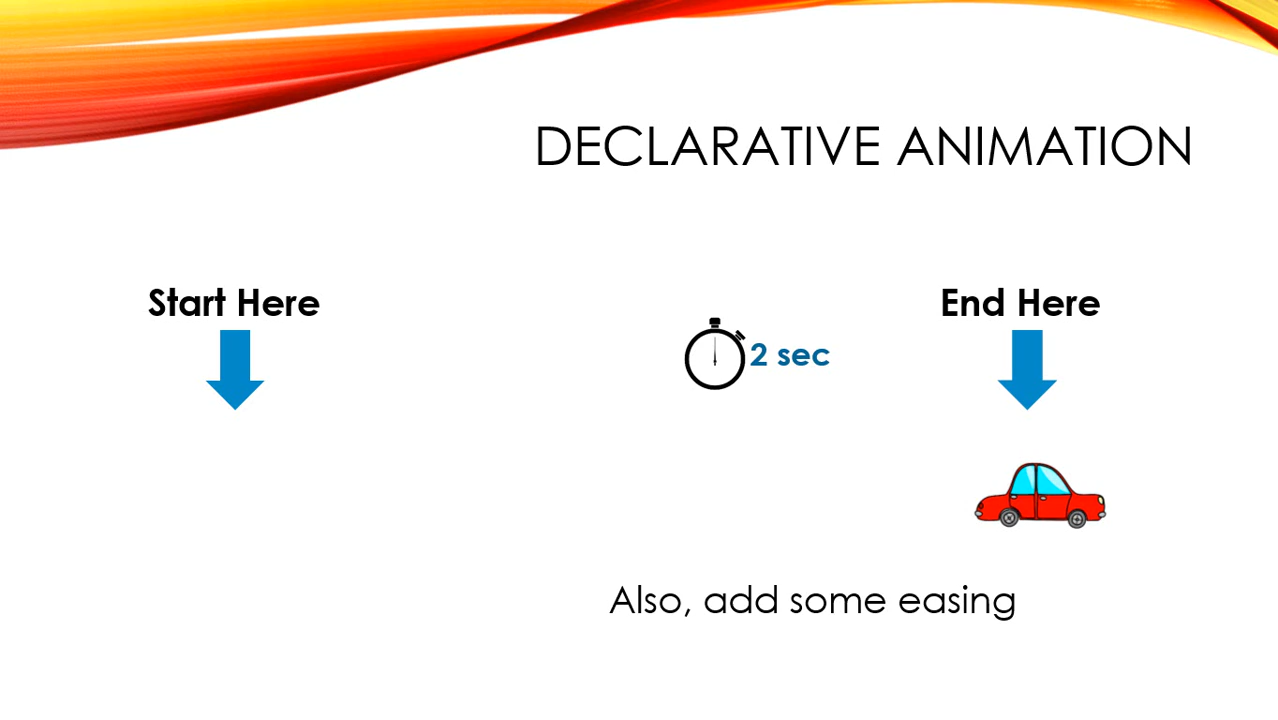 DECLARATIVE ANIMATION
Start Here
End Here
2 sec
Also, add some easing